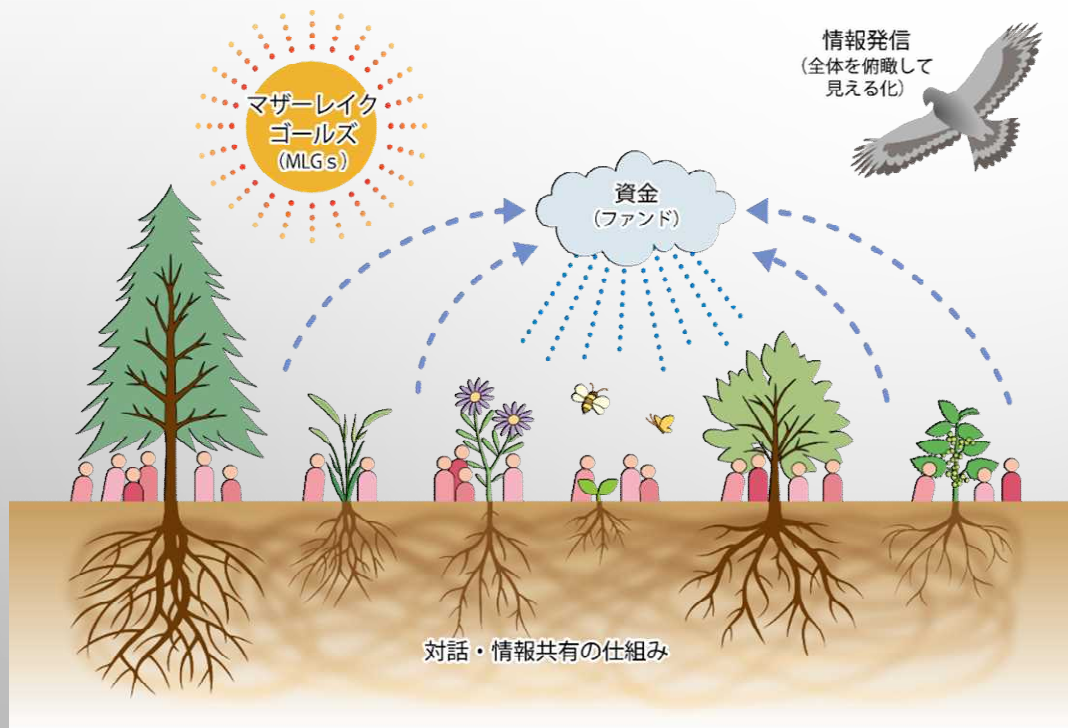 マザーレイク
ゴールズ
(MLGs)
情報発信
(全体を俯瞰して
見える化)
資金
(ファンド)
対話・情報共有の仕組み